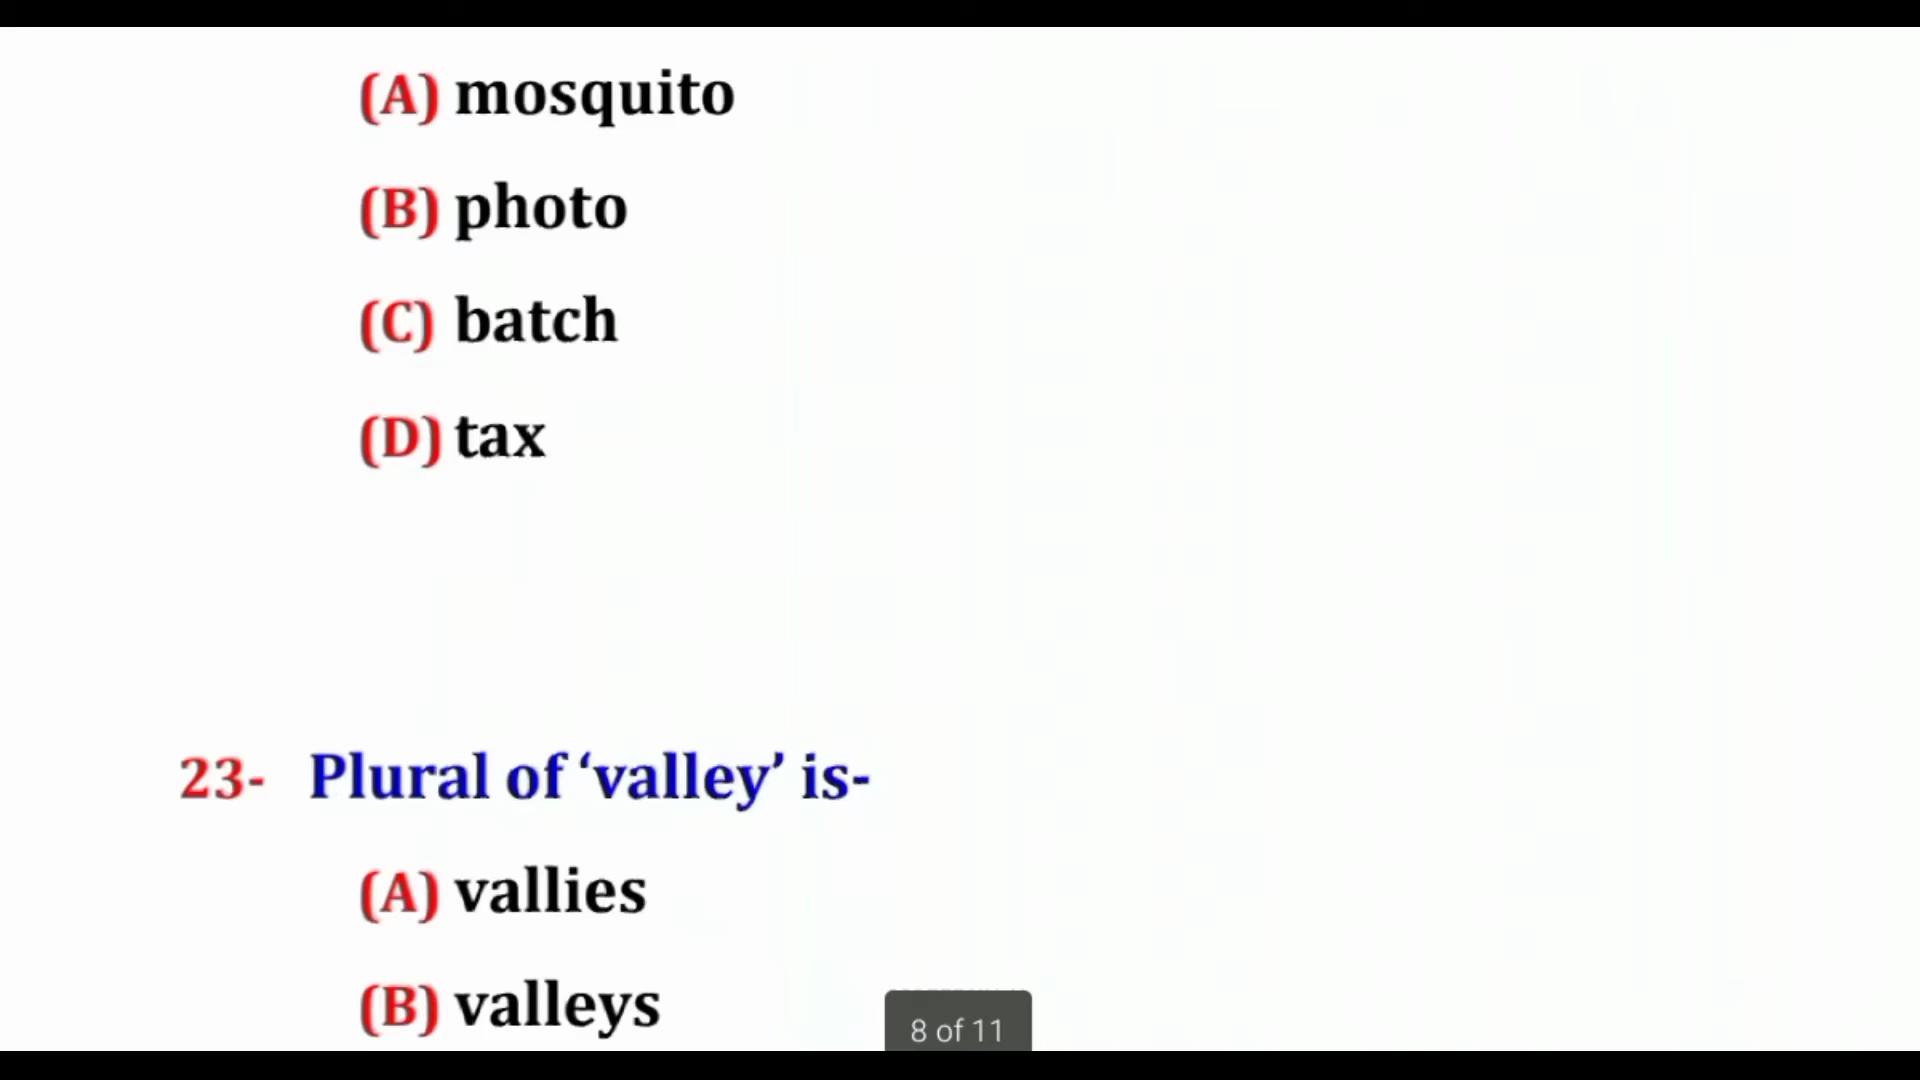 (A) mosquito
(B) photo
(C) batch
(D) tax
23- Plural of ‘valley’ is-
(A) vallies
(B) valleys
8 of 11